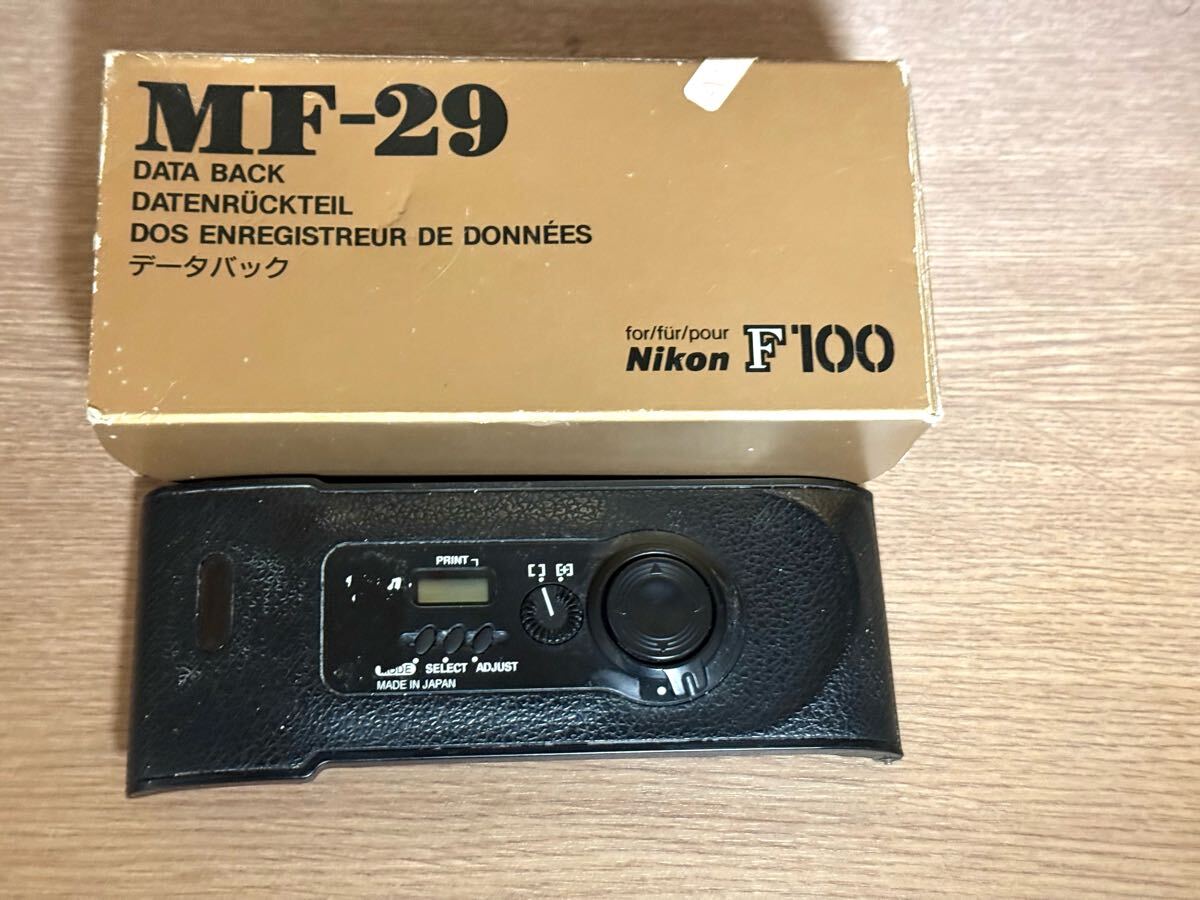 MF-29
DATA BACK
DATENRÜCKTEIL
DOS ENREGISTREUR DE DONNÉES
データバック
for/für/pour
Nikon F100
PRINT
MODE SELECT ADJUST
MADE IN JAPAN